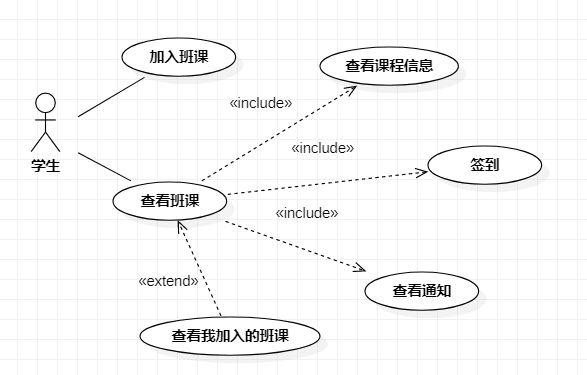 加入班课
查看课程信息
«include»
学生
«include»
签到
查看班课
«include»
«extend»
查看通知
查看我加入的班课